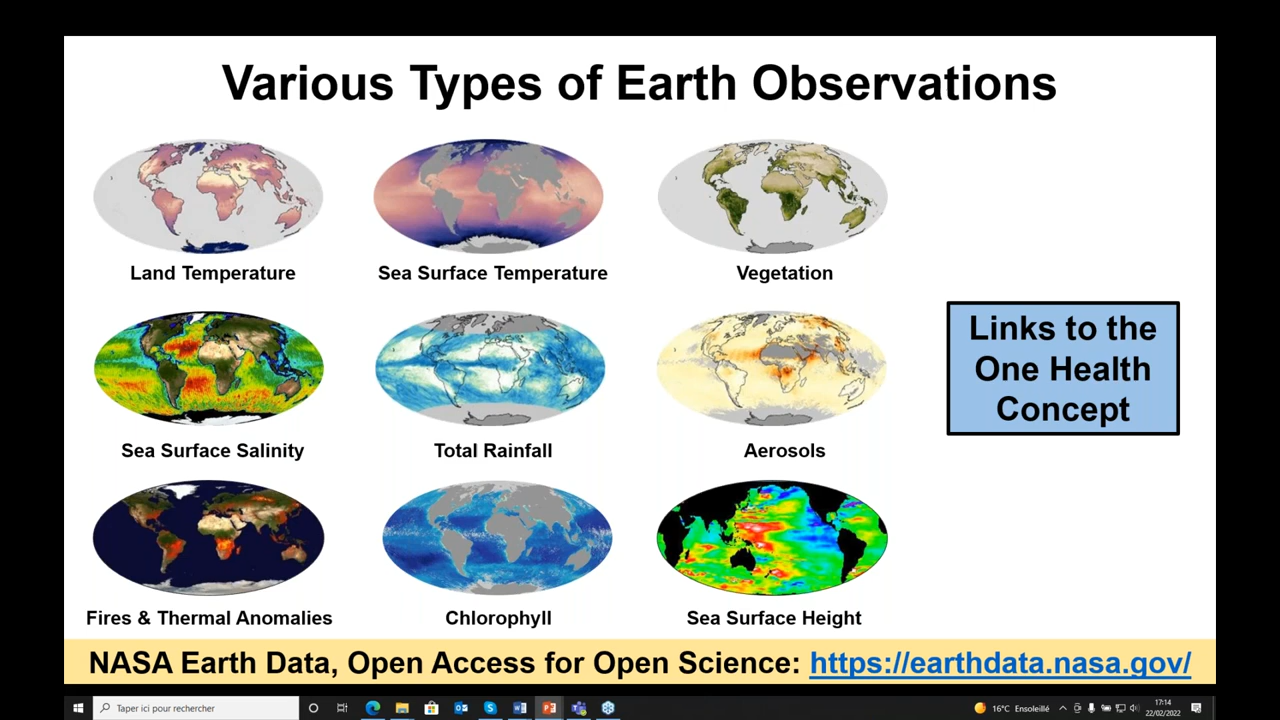 Various Types of Earth Observations
Land Temperature
Sea Surface Temperature
Vegetation
Sea Surface Salinity
Total Rainfall
Aerosols
Links to the
One Health
Concept
Fires & Thermal Anomalies
Chlorophyll
Sea Surface Height
NASA Earth Data, Open Access for Open Science: https://earthdata.nasa.gov/
Taper ici pour rechercher
16°C Ensoleillé
17:14
22/02/2022